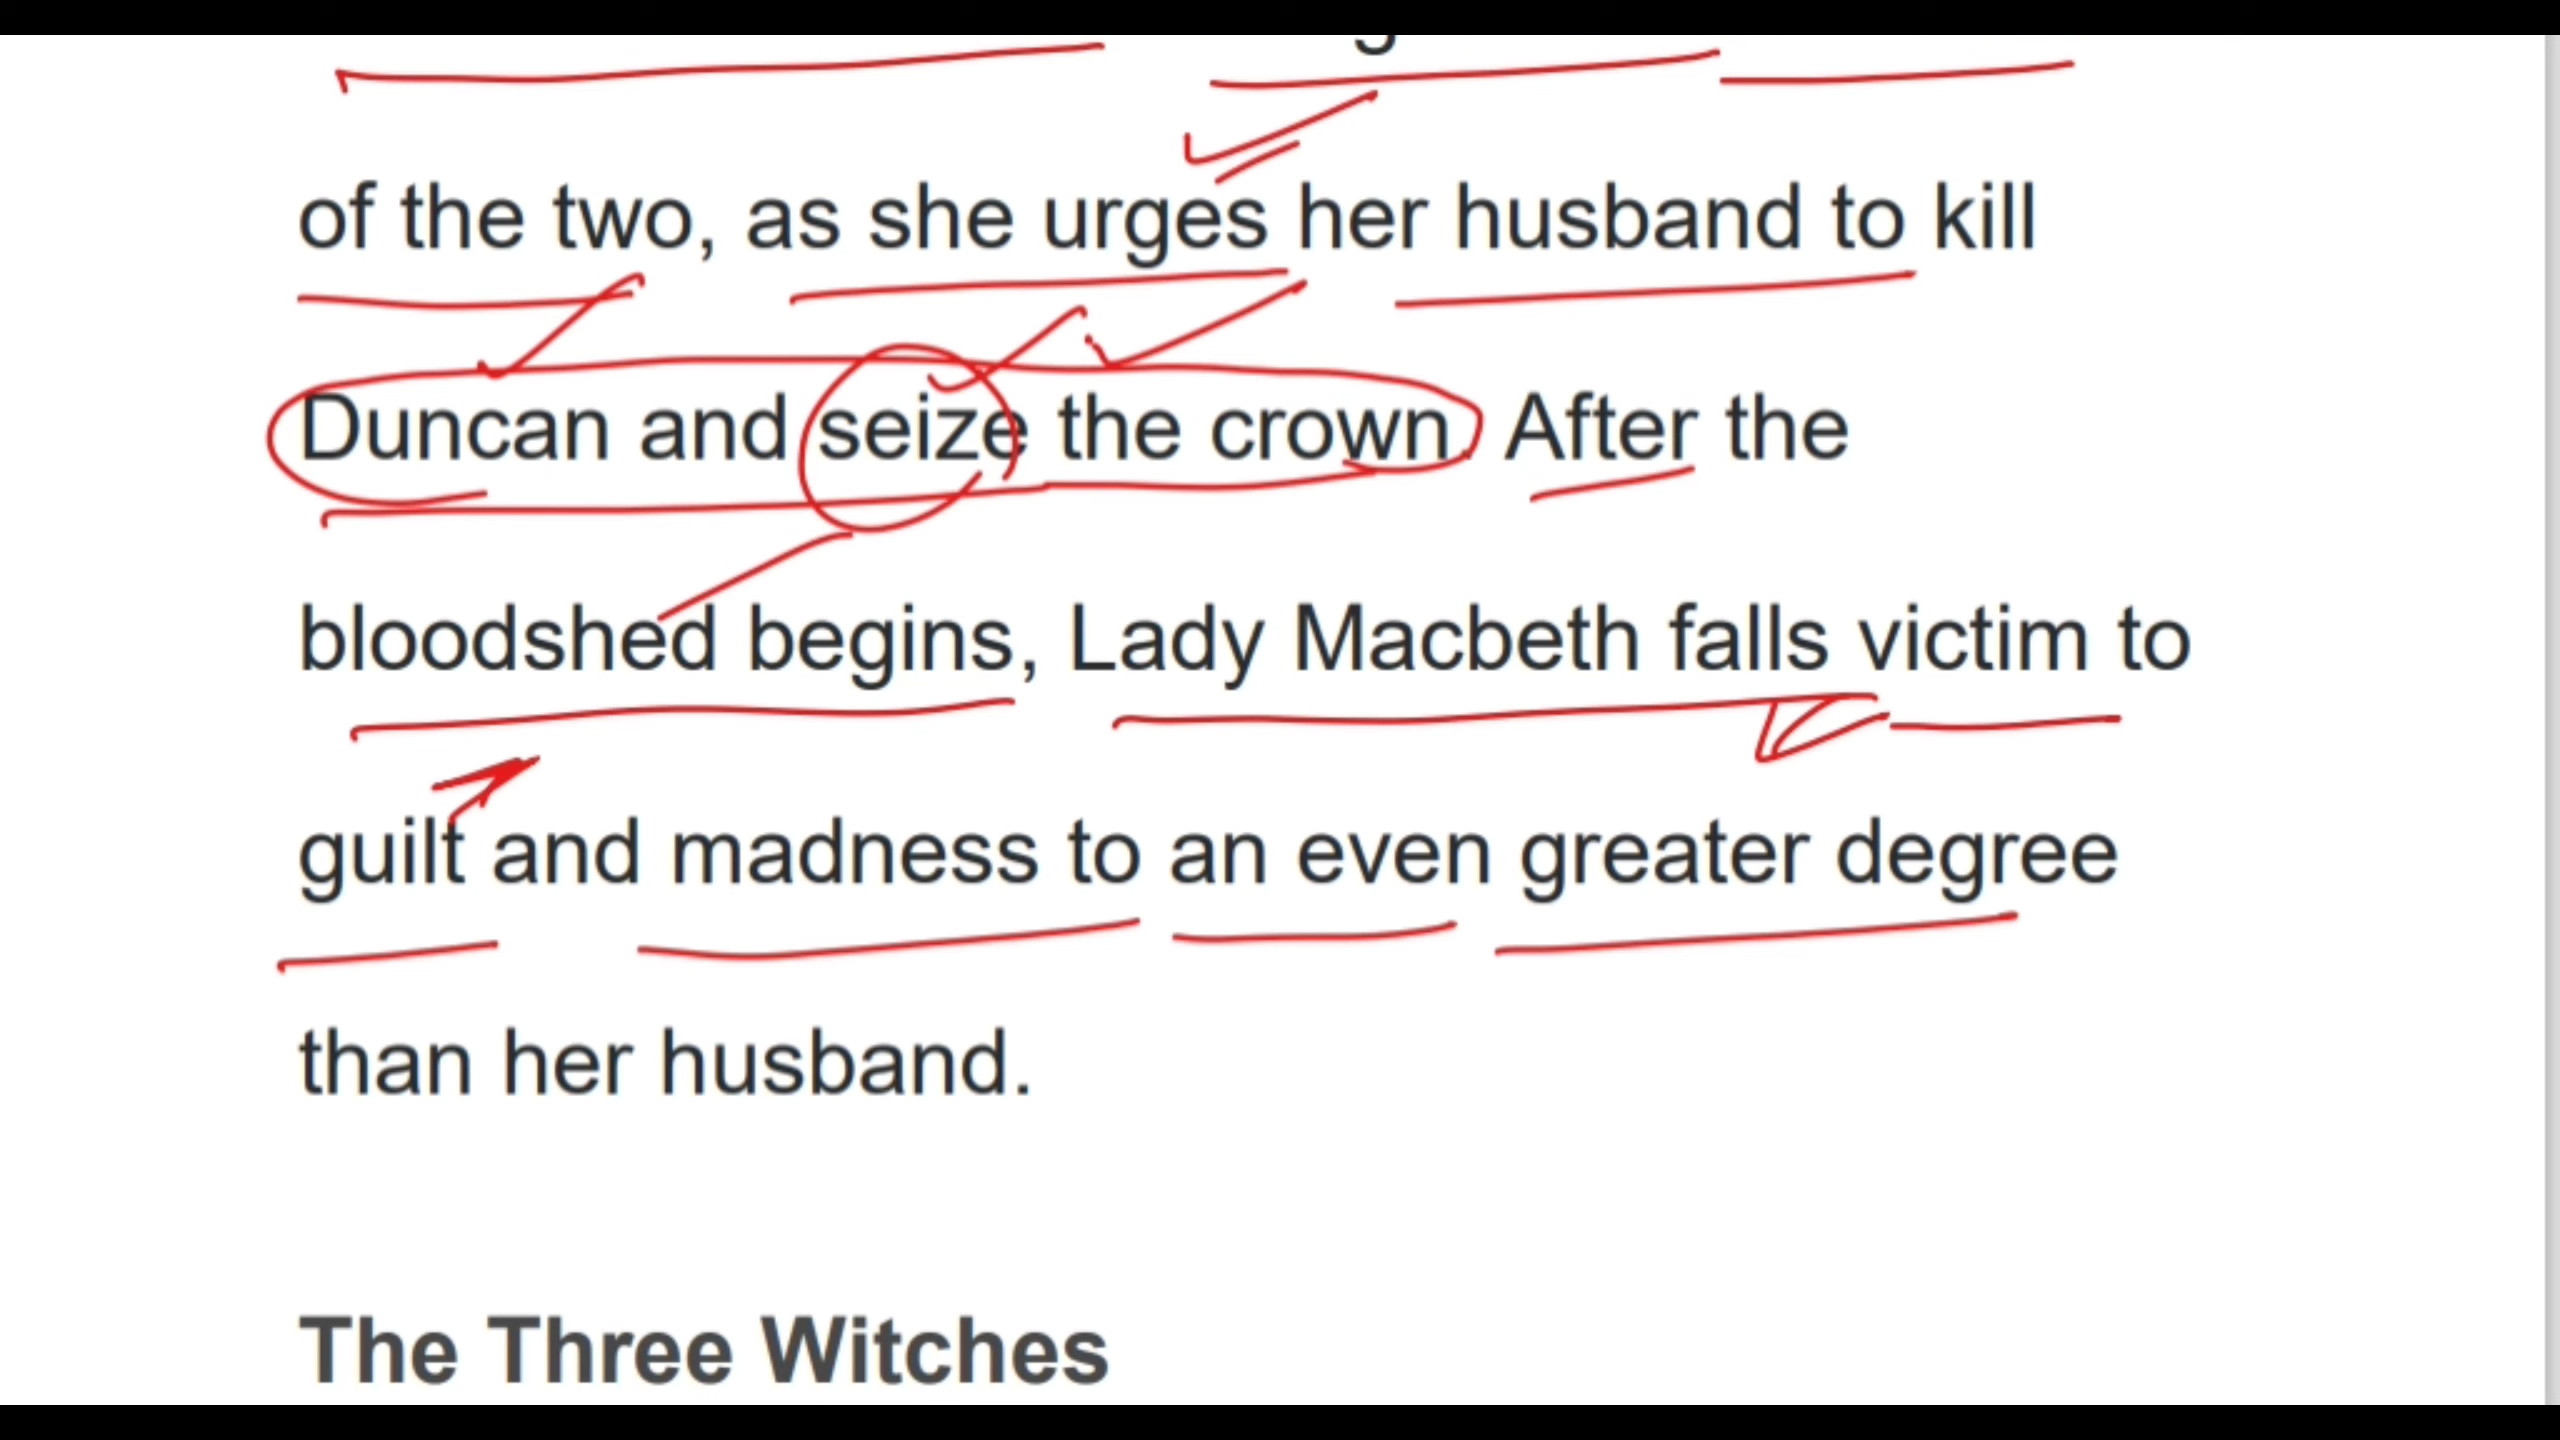 of the two, as she urges her husband to kill
Duncan and seize the crown. After the
bloodshed begins, Lady Macbeth falls victim to
guilt and madness to an even greater degree
than her husband.
The Three Witches